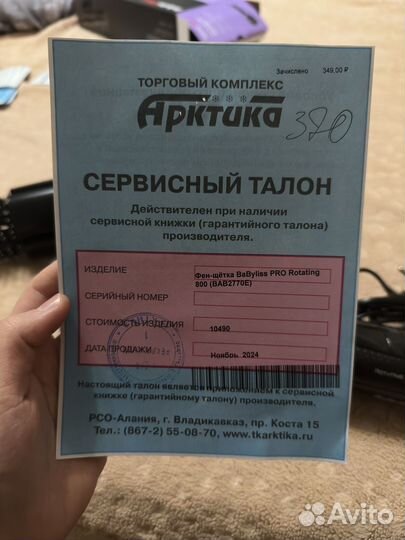 Зачислено 349,00 ₽
ТОРГОВЫЙ КОМПЛЕКС
Арктика
370
СЕРВИСНЫЙ ТАЛОН
Действителен при наличии
сервисной книжки (гарантийного талона)
производителя.
ИЗДЕЛИЕ Фен-щётка BaByliss PRO Rotating
800 (BAB2770E)
СЕРИЙНЫЙ НОМЕР
СТОИМОСТЬ ИЗДЕЛИЯ 10490
ДАТА ПРОДАЖИ Ноябрь 2024
Настоящий талон является приложением к сервисной
книжке (гарантийному талону) производителя.
РСО-Алания, г. Владикавказ, пр. Коста 15
Тел.: (867-2) 55-08-70, www.tkarktika.ru
Avito